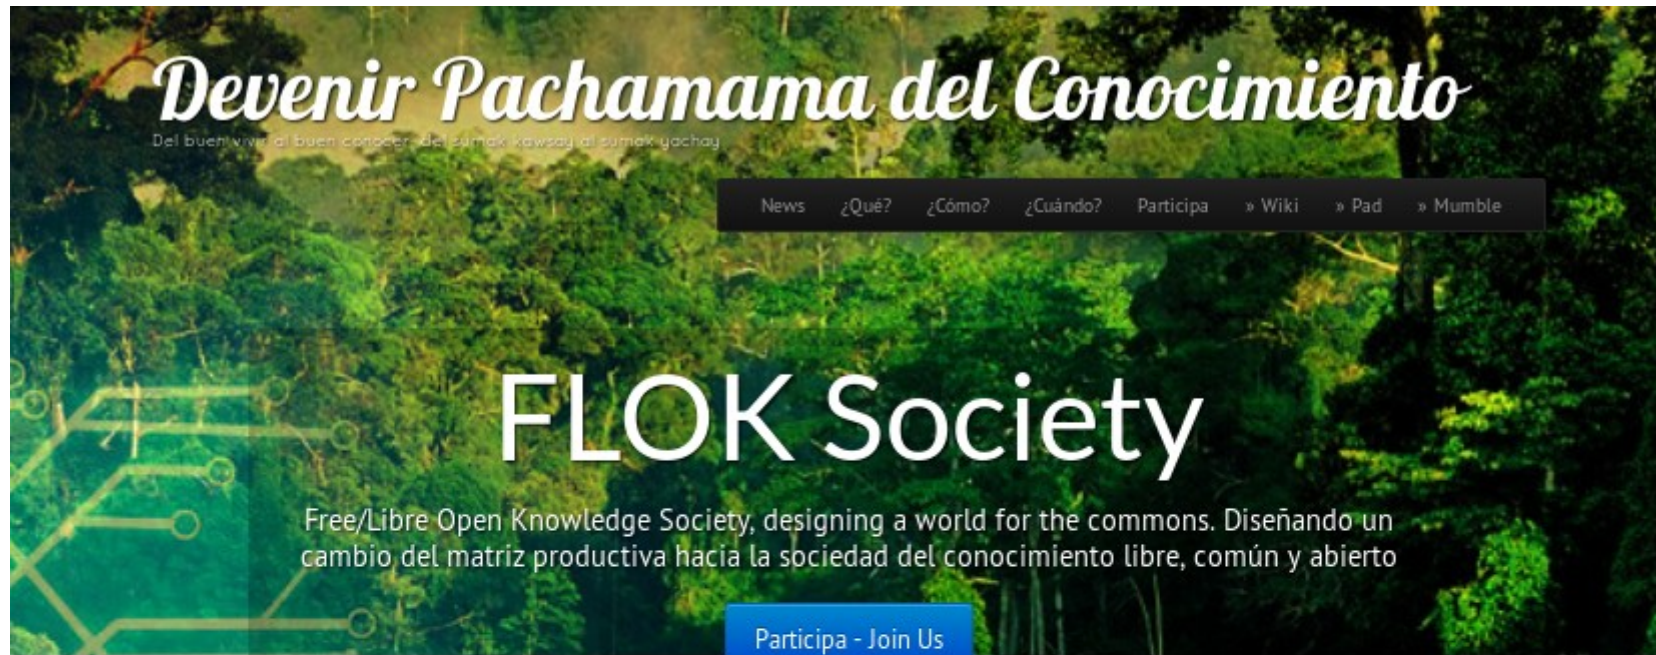 Devenir Pachamama del Conocimiento
Del buen vivir al buen conocer, del sumak kawsay al sumak yachay
News ¿Qué? ¿Cómo? ¿Cuándo? Participa » Wiki » Pad » Mumble
FLOK Society
Free/Libre Open Knowledge Society, designing a world for the commons. Diseñando un
cambio del matriz productiva hacia la sociedad del conocimiento libre, común y abierto
Participa - Join Us